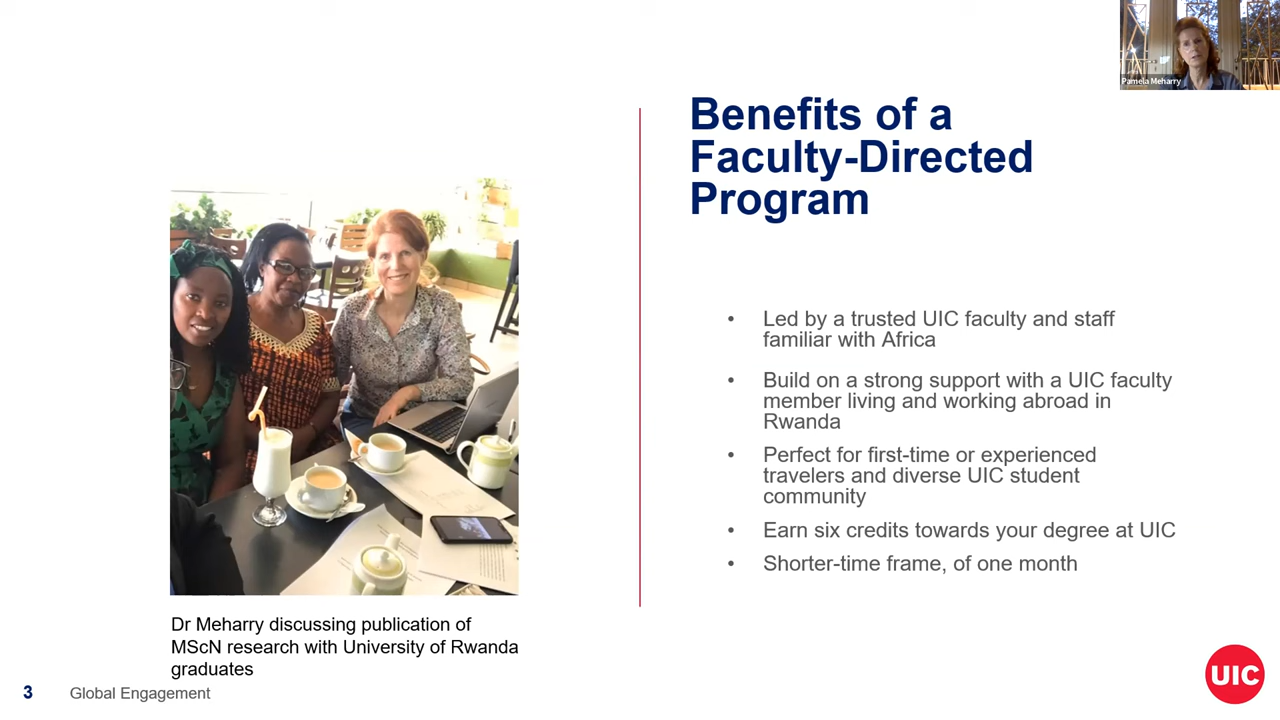 Pamela Meharry
Benefits of a
Faculty-Directed
Program
• Led by a trusted UIC faculty and staff
familiar with Africa
• Build on a strong support with a UIC faculty
member living and working abroad in
Rwanda
• Perfect for first-time or experienced
travelers and diverse UIC student
community
• Earn six credits towards your degree at UIC
• Shorter-time frame, of one month
Dr Meharry discussing publication of
MScN research with University of Rwanda
graduates
3 Global Engagement
UIC